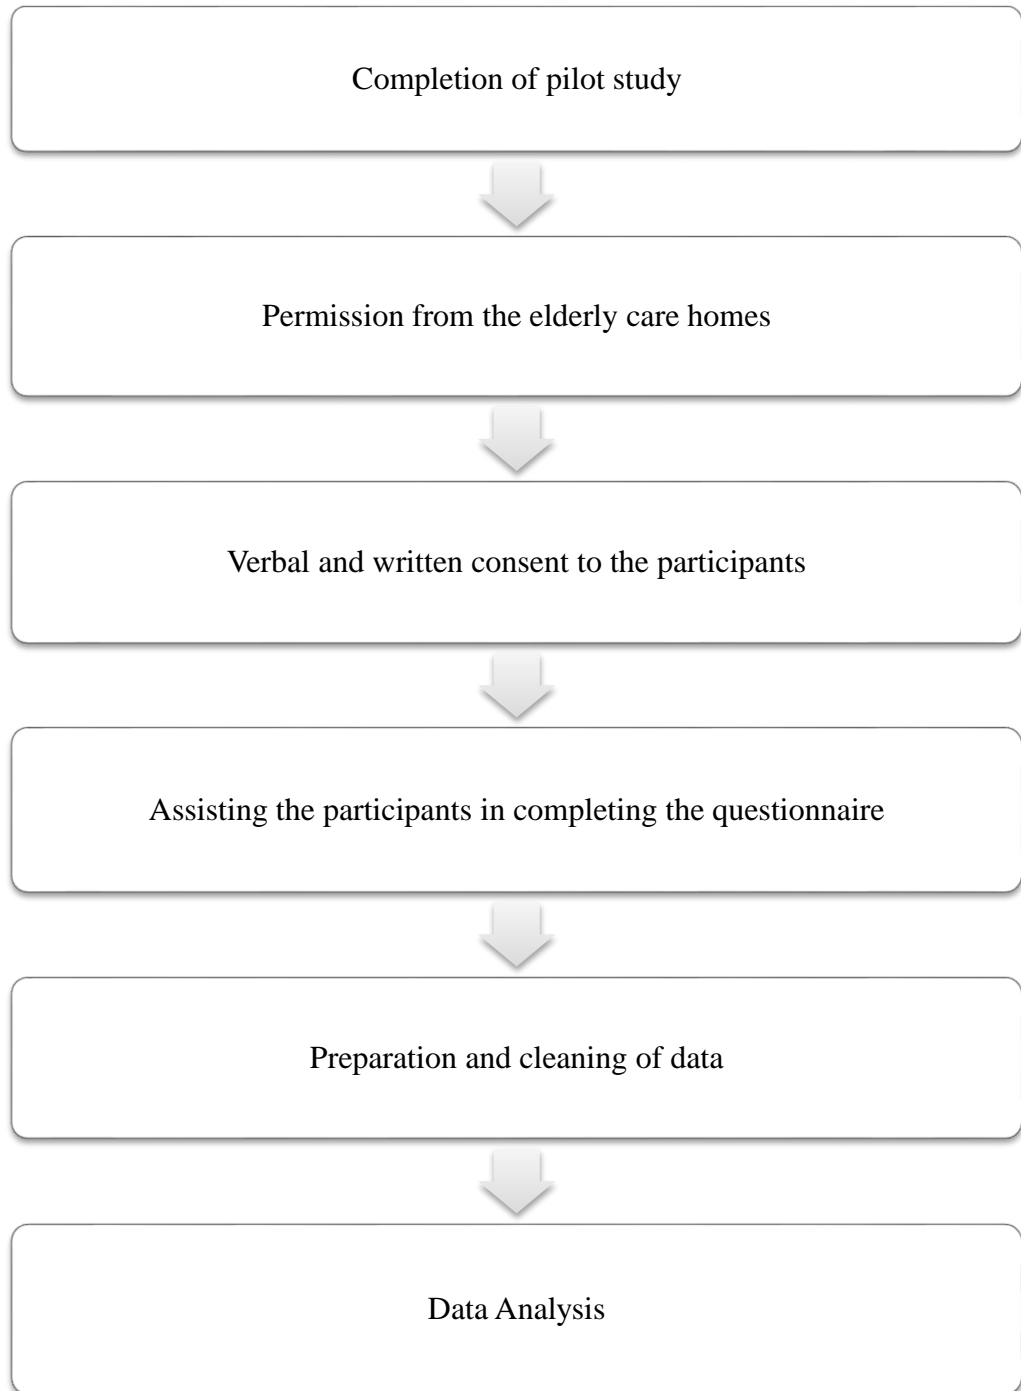 Completion of pilot study
Permission from the elderly care homes
Verbal and written consent to the participants
Assisting the participants in completing the questionnaire
Preparation and cleaning of data
Data Analysis